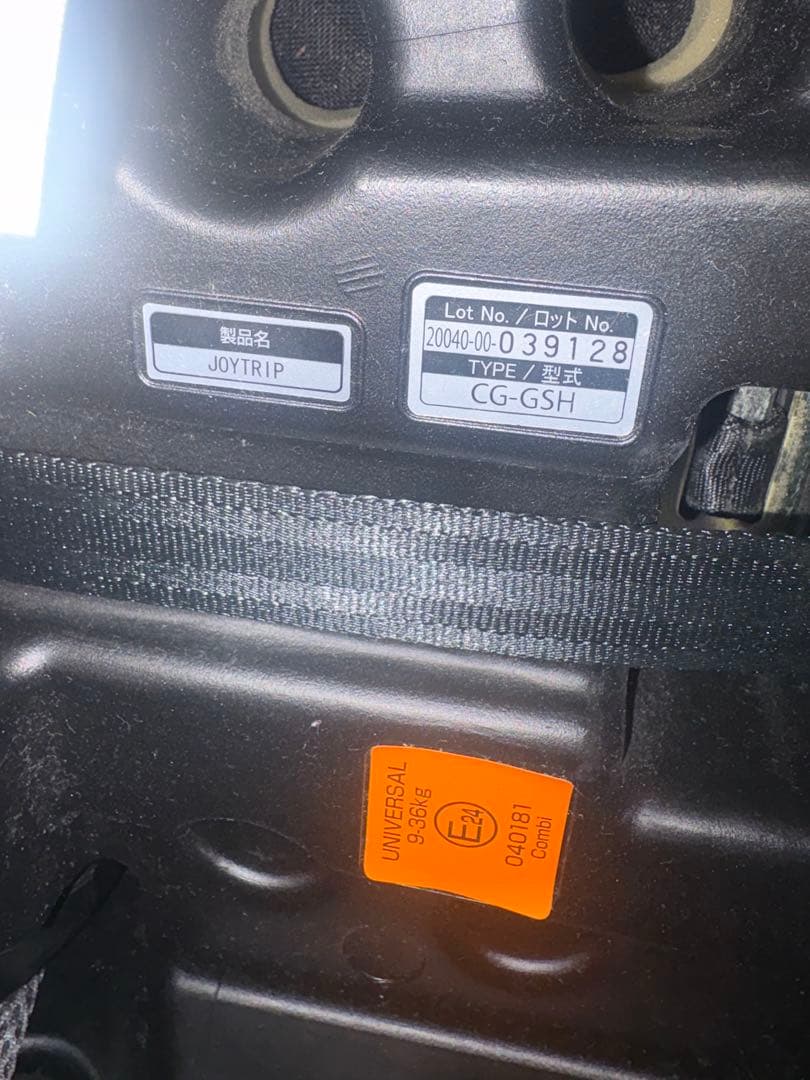 製品名
JOYTRIP
Lot No. / ロット No.
20040-00-039128
TYPE / 型式
CG-GSH
UNIVERSAL
9-36kg
E24
040181
Combi